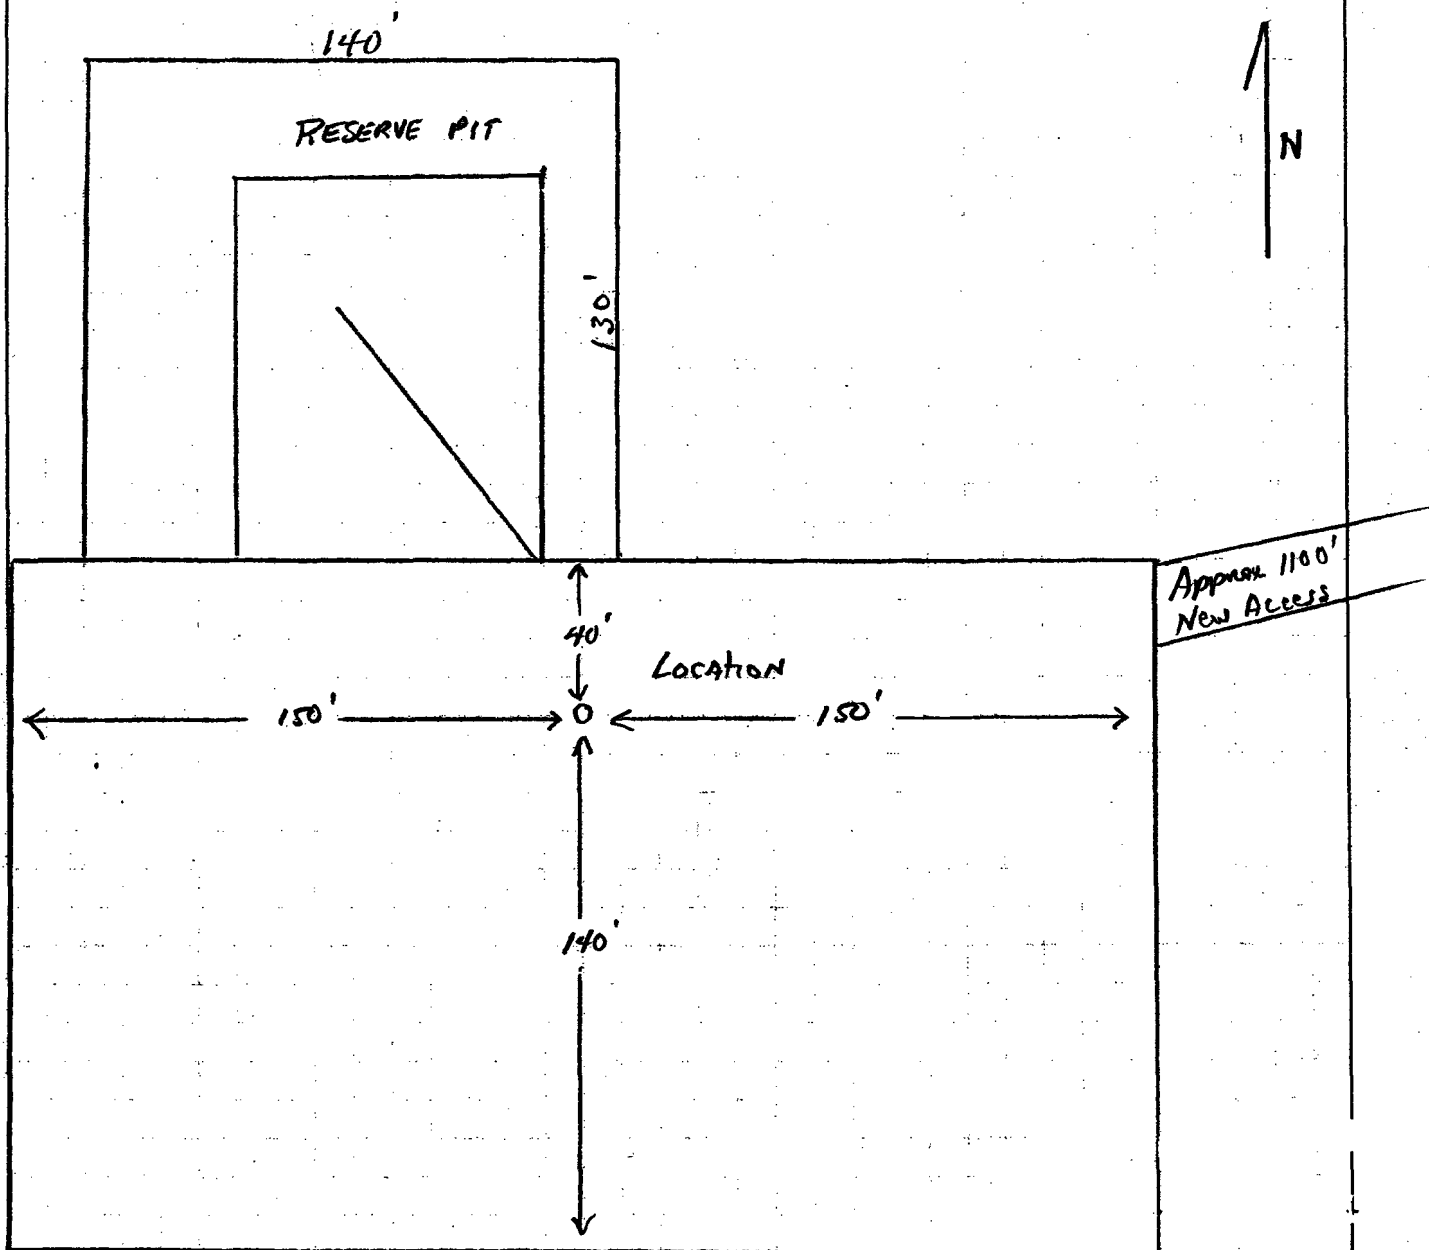 140'
RESERVE PIT
N
130'
Approx 1100'
New Access
40'
LOCATION
150'
O
150'
140'